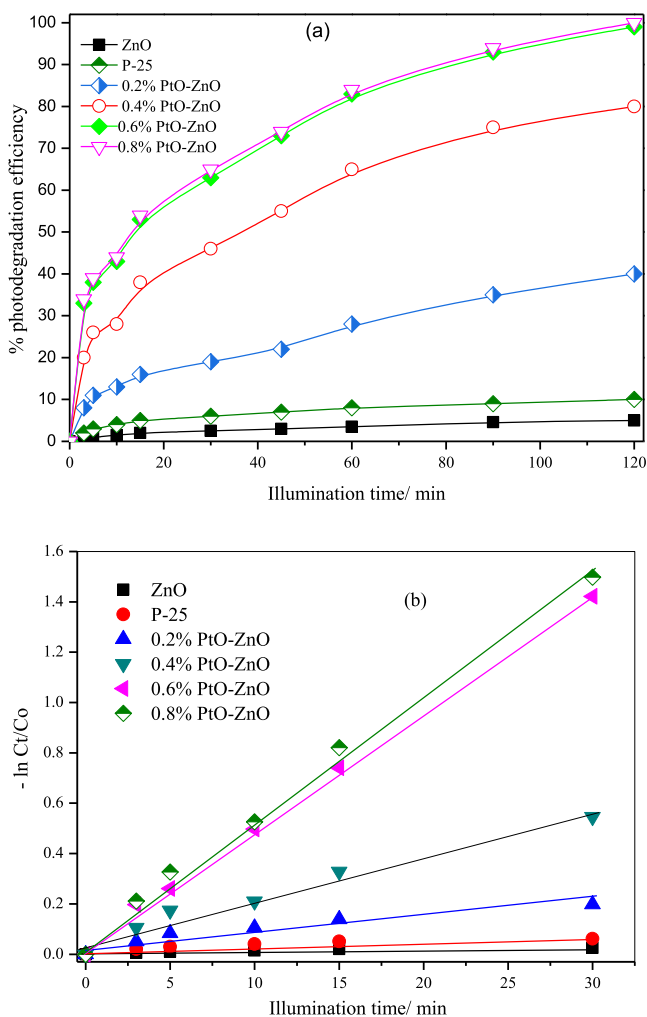 (a)
ZnO
P-25
0.2% PtO-ZnO
0.4% PtO-ZnO
0.6% PtO-ZnO
0.8% PtO-ZnO
% photodegradation efficiency
100
90
80
70
60
50
40
30
20
10
0
0 20 40 60 80 100 120
Illumination time/ min
(b)
ZnO
P-25
0.2% PtO-ZnO
0.4% PtO-ZnO
0.6% PtO-ZnO
0.8% PtO-ZnO
- ln Ct/Co
1.6
1.4
1.2
1.0
0.8
0.6
0.4
0.2
0.0
0 5 10 15 20 25 30
Illumination time/ min